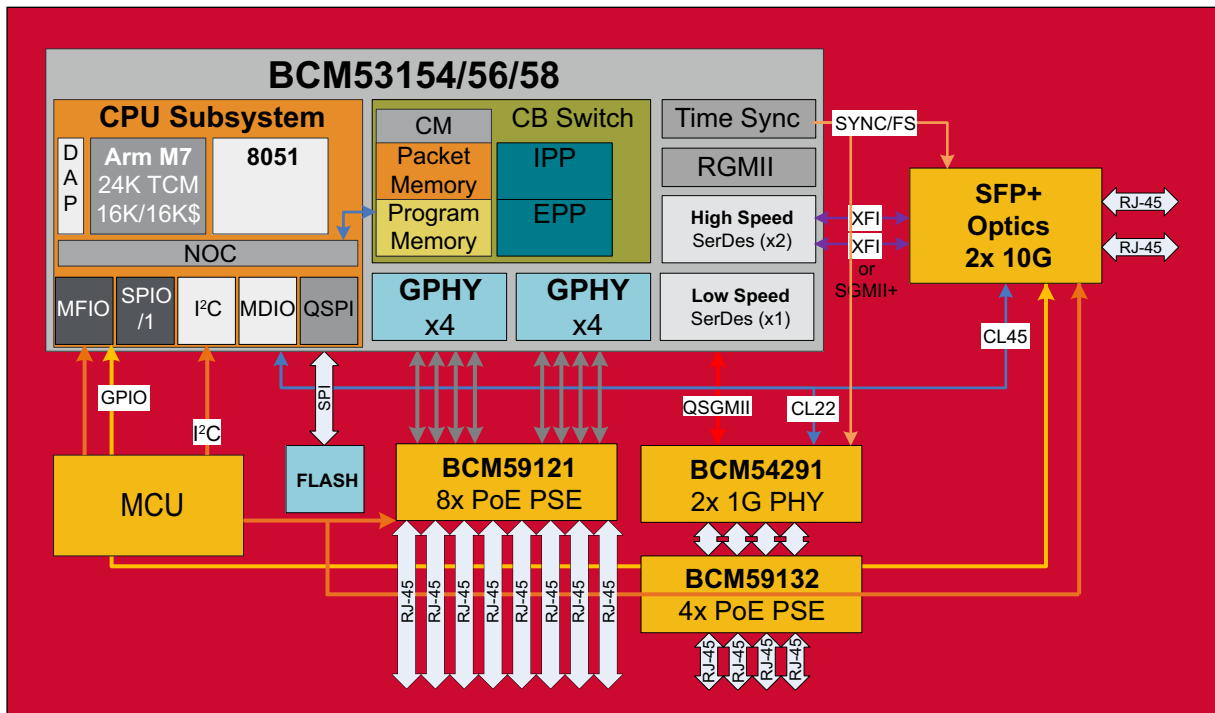 BCM53154/56/58
CPU Subsystem
D
A
P
Arm M7
24K TCM
16K/16K$
8051
NOC
MFIO
SPIO
/1
I²C
MDIO
QSPI
CM
Packet
Memory
Program
Memory
CB Switch
IPP
EPP
GPHY
x4
GPHY
x4
Time Sync
RGMII
High Speed
SerDes (x2)
Low Speed
SerDes (x1)
SYNC/FS
XFI
XFI
or
SGMII+
SFP+
Optics
2x 10G
RJ-45
RJ-45
CL45
GPIO
I²C
SPI
QSGMII
CL22
MCU
FLASH
BCM59121
8x PoE PSE
BCM54291
2x 1G PHY
BCM59132
4x PoE PSE
RJ-45
RJ-45
RJ-45
RJ-45
RJ-45
RJ-45
RJ-45
RJ-45
RJ-45
RJ-45
RJ-45
RJ-45